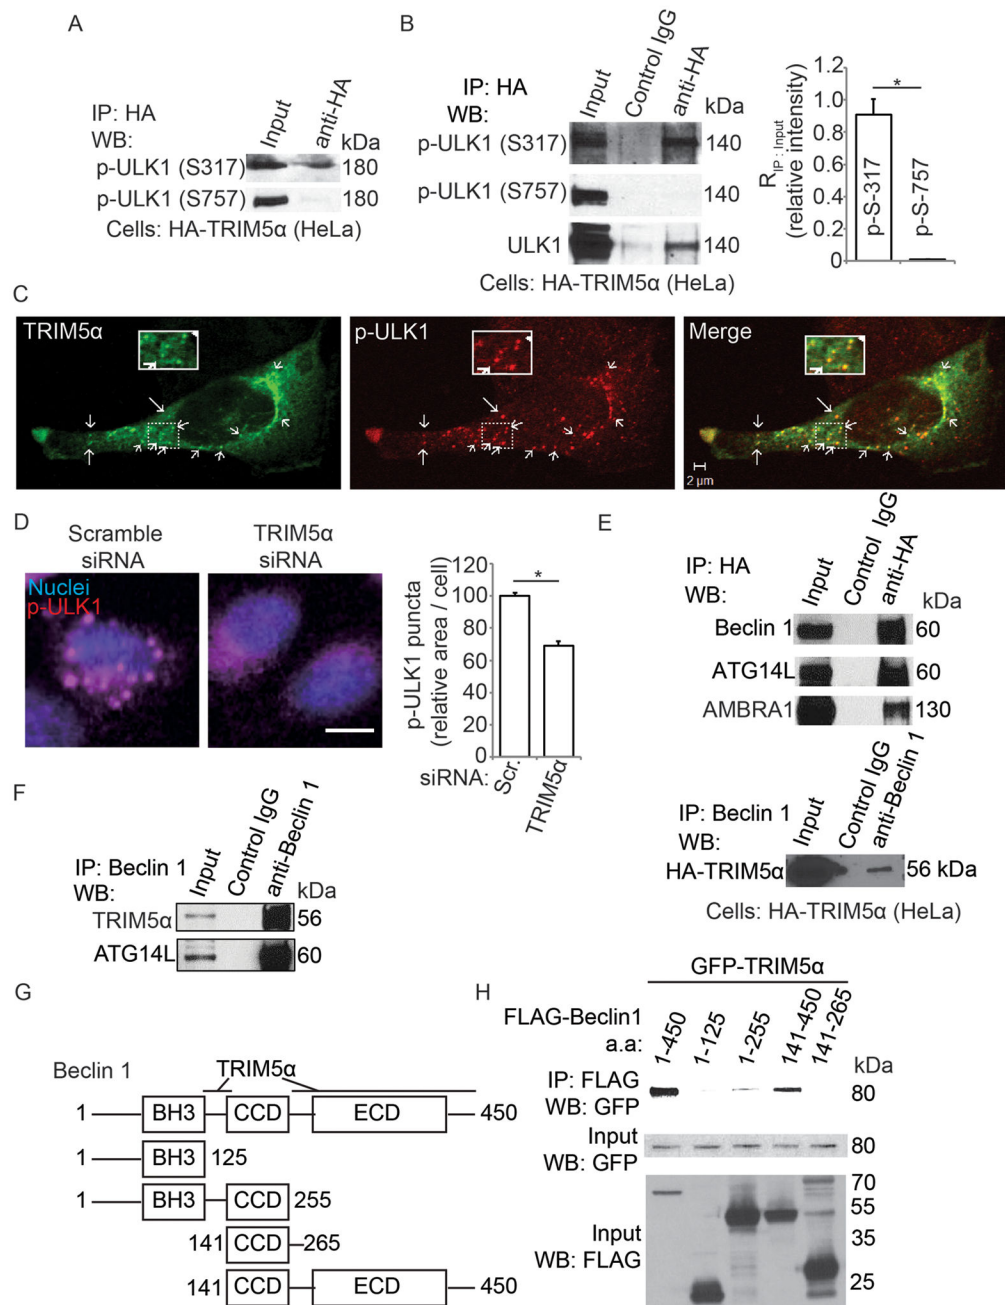 A
IP: HA
WB:
Input
anti-HA
kDa
p-ULK1 (S317)
180
p-ULK1 (S757)
180
Cells: HA-TRIM5α (HeLa)
B
IP: HA
WB:
Input
Control IgG
anti-HA
kDa
p-ULK1 (S317)
140
p-ULK1 (S757)
140
ULK1
140
Cells: HA-TRIM5α (HeLa)
R IP : Input
(relative intensity)
1.2
1.0
0.8
0.6
0.4
0.2
0
*
p-S-317
p-S-757
C
TRIM5α
p-ULK1
Merge
2 µm
D
Scramble
siRNA
TRIM5α
siRNA
Nuclei
p-ULK1
p-ULK1 puncta
(relative area / cell)
120
100
80
60
40
20
0
*
siRNA:
Scr.
TRIM5α
E
IP: HA
WB:
Input
Control IgG
anti-HA
kDa
Beclin 1
60
ATG14L
60
AMBRA1
130
IP: Beclin 1
WB:
Input
Control IgG
anti-Beclin 1
HA-TRIM5α
56 kDa
Cells: HA-TRIM5α (HeLa)
F
IP: Beclin 1
WB:
Input
Control IgG
anti-Beclin 1
kDa
TRIM5α
56
ATG14L
60
G
Beclin 1
TRIM5α
1
BH3
CCD
ECD
450
1
BH3
125
1
BH3
CCD
255
141
CCD
265
141
CCD
ECD
450
H
GFP-TRIM5α
FLAG-Beclin1
a.a:
1-450
1-125
1-255
141-450
141-265
kDa
IP: FLAG
WB: GFP
80
Input
WB: GFP
80
Input
WB: FLAG
70
55
35
25